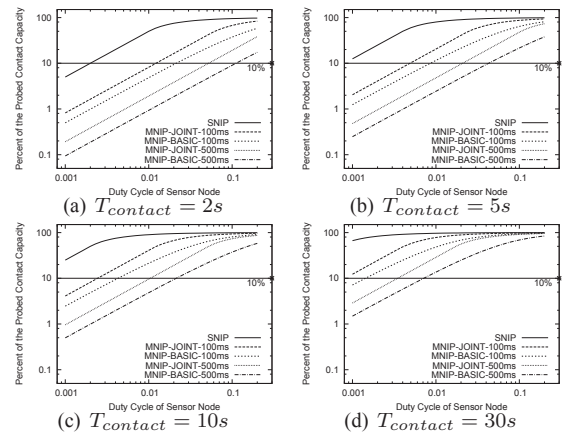 Percent of the Probed Contact Capacity
100
10
1
0.1
10%
SNIP
MNIP-JOINT-100ms
MNIP-BASIC-100ms
MNIP-JOINT-500ms
MNIP-BASIC-500ms
0.001
0.01
0.1
Duty Cycle of Sensor Node
(a) Tcontact = 2s
Percent of the Probed Contact Capacity
100
10
1
0.1
10%
SNIP
MNIP-JOINT-100ms
MNIP-BASIC-100ms
MNIP-JOINT-500ms
MNIP-BASIC-500ms
0.001
0.01
0.1
Duty Cycle of Sensor Node
(b) Tcontact = 5s
Percent of the Probed Contact Capacity
100
10
1
0.1
10%
SNIP
MNIP-JOINT-100ms
MNIP-BASIC-100ms
MNIP-JOINT-500ms
MNIP-BASIC-500ms
0.001
0.01
0.1
Duty Cycle of Sensor Node
(c) Tcontact = 10s
Percent of the Probed Contact Capacity
100
10
1
0.1
10%
SNIP
MNIP-JOINT-100ms
MNIP-BASIC-100ms
MNIP-JOINT-500ms
MNIP-BASIC-500ms
0.001
0.01
0.1
Duty Cycle of Sensor Node
(d) Tcontact = 30s